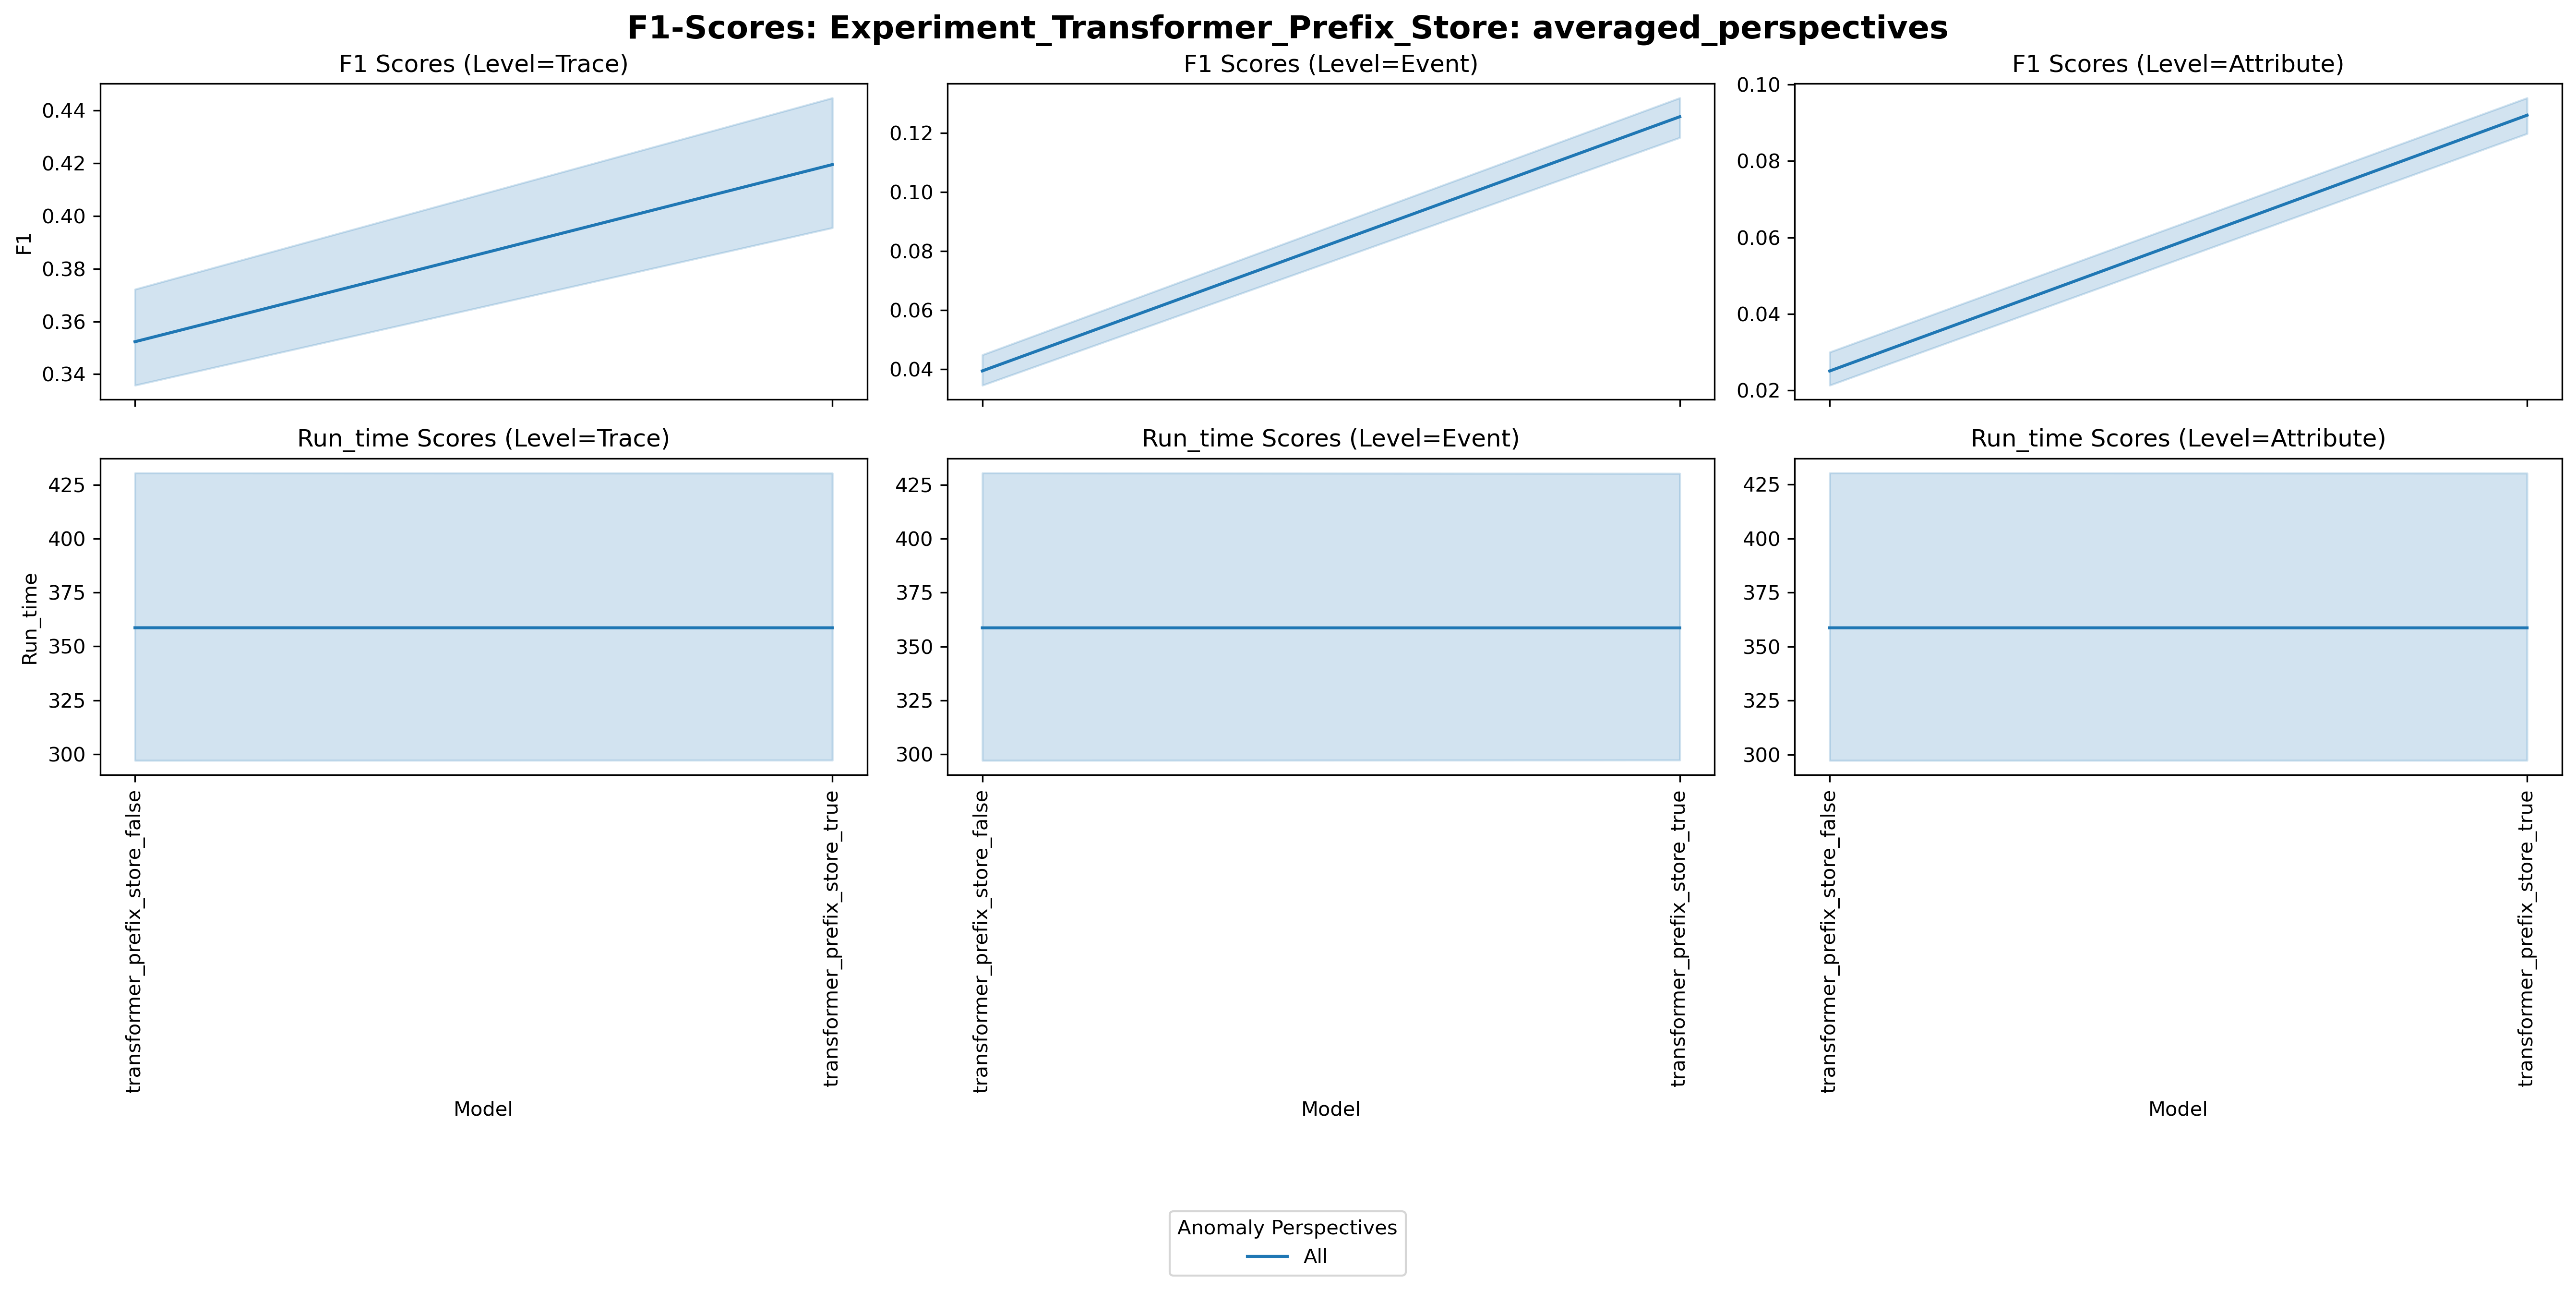 F1-Scores: Experiment_Transformer_Prefix_Store: averaged_perspectives
F1 Scores (Level=Trace)
F1
0.44
0.42
0.40
0.38
0.36
0.34
F1 Scores (Level=Event)
0.12
0.10
0.08
0.06
0.04
F1 Scores (Level=Attribute)
0.10
0.08
0.06
0.04
0.02
Run_time Scores (Level=Trace)
Run_time
425
400
375
350
325
300
transformer_prefix_store_false
transformer_prefix_store_true
Model
Run_time Scores (Level=Event)
425
400
375
350
325
300
transformer_prefix_store_false
transformer_prefix_store_true
Model
Run_time Scores (Level=Attribute)
425
400
375
350
325
300
transformer_prefix_store_false
transformer_prefix_store_true
Model
Anomaly Perspectives
All